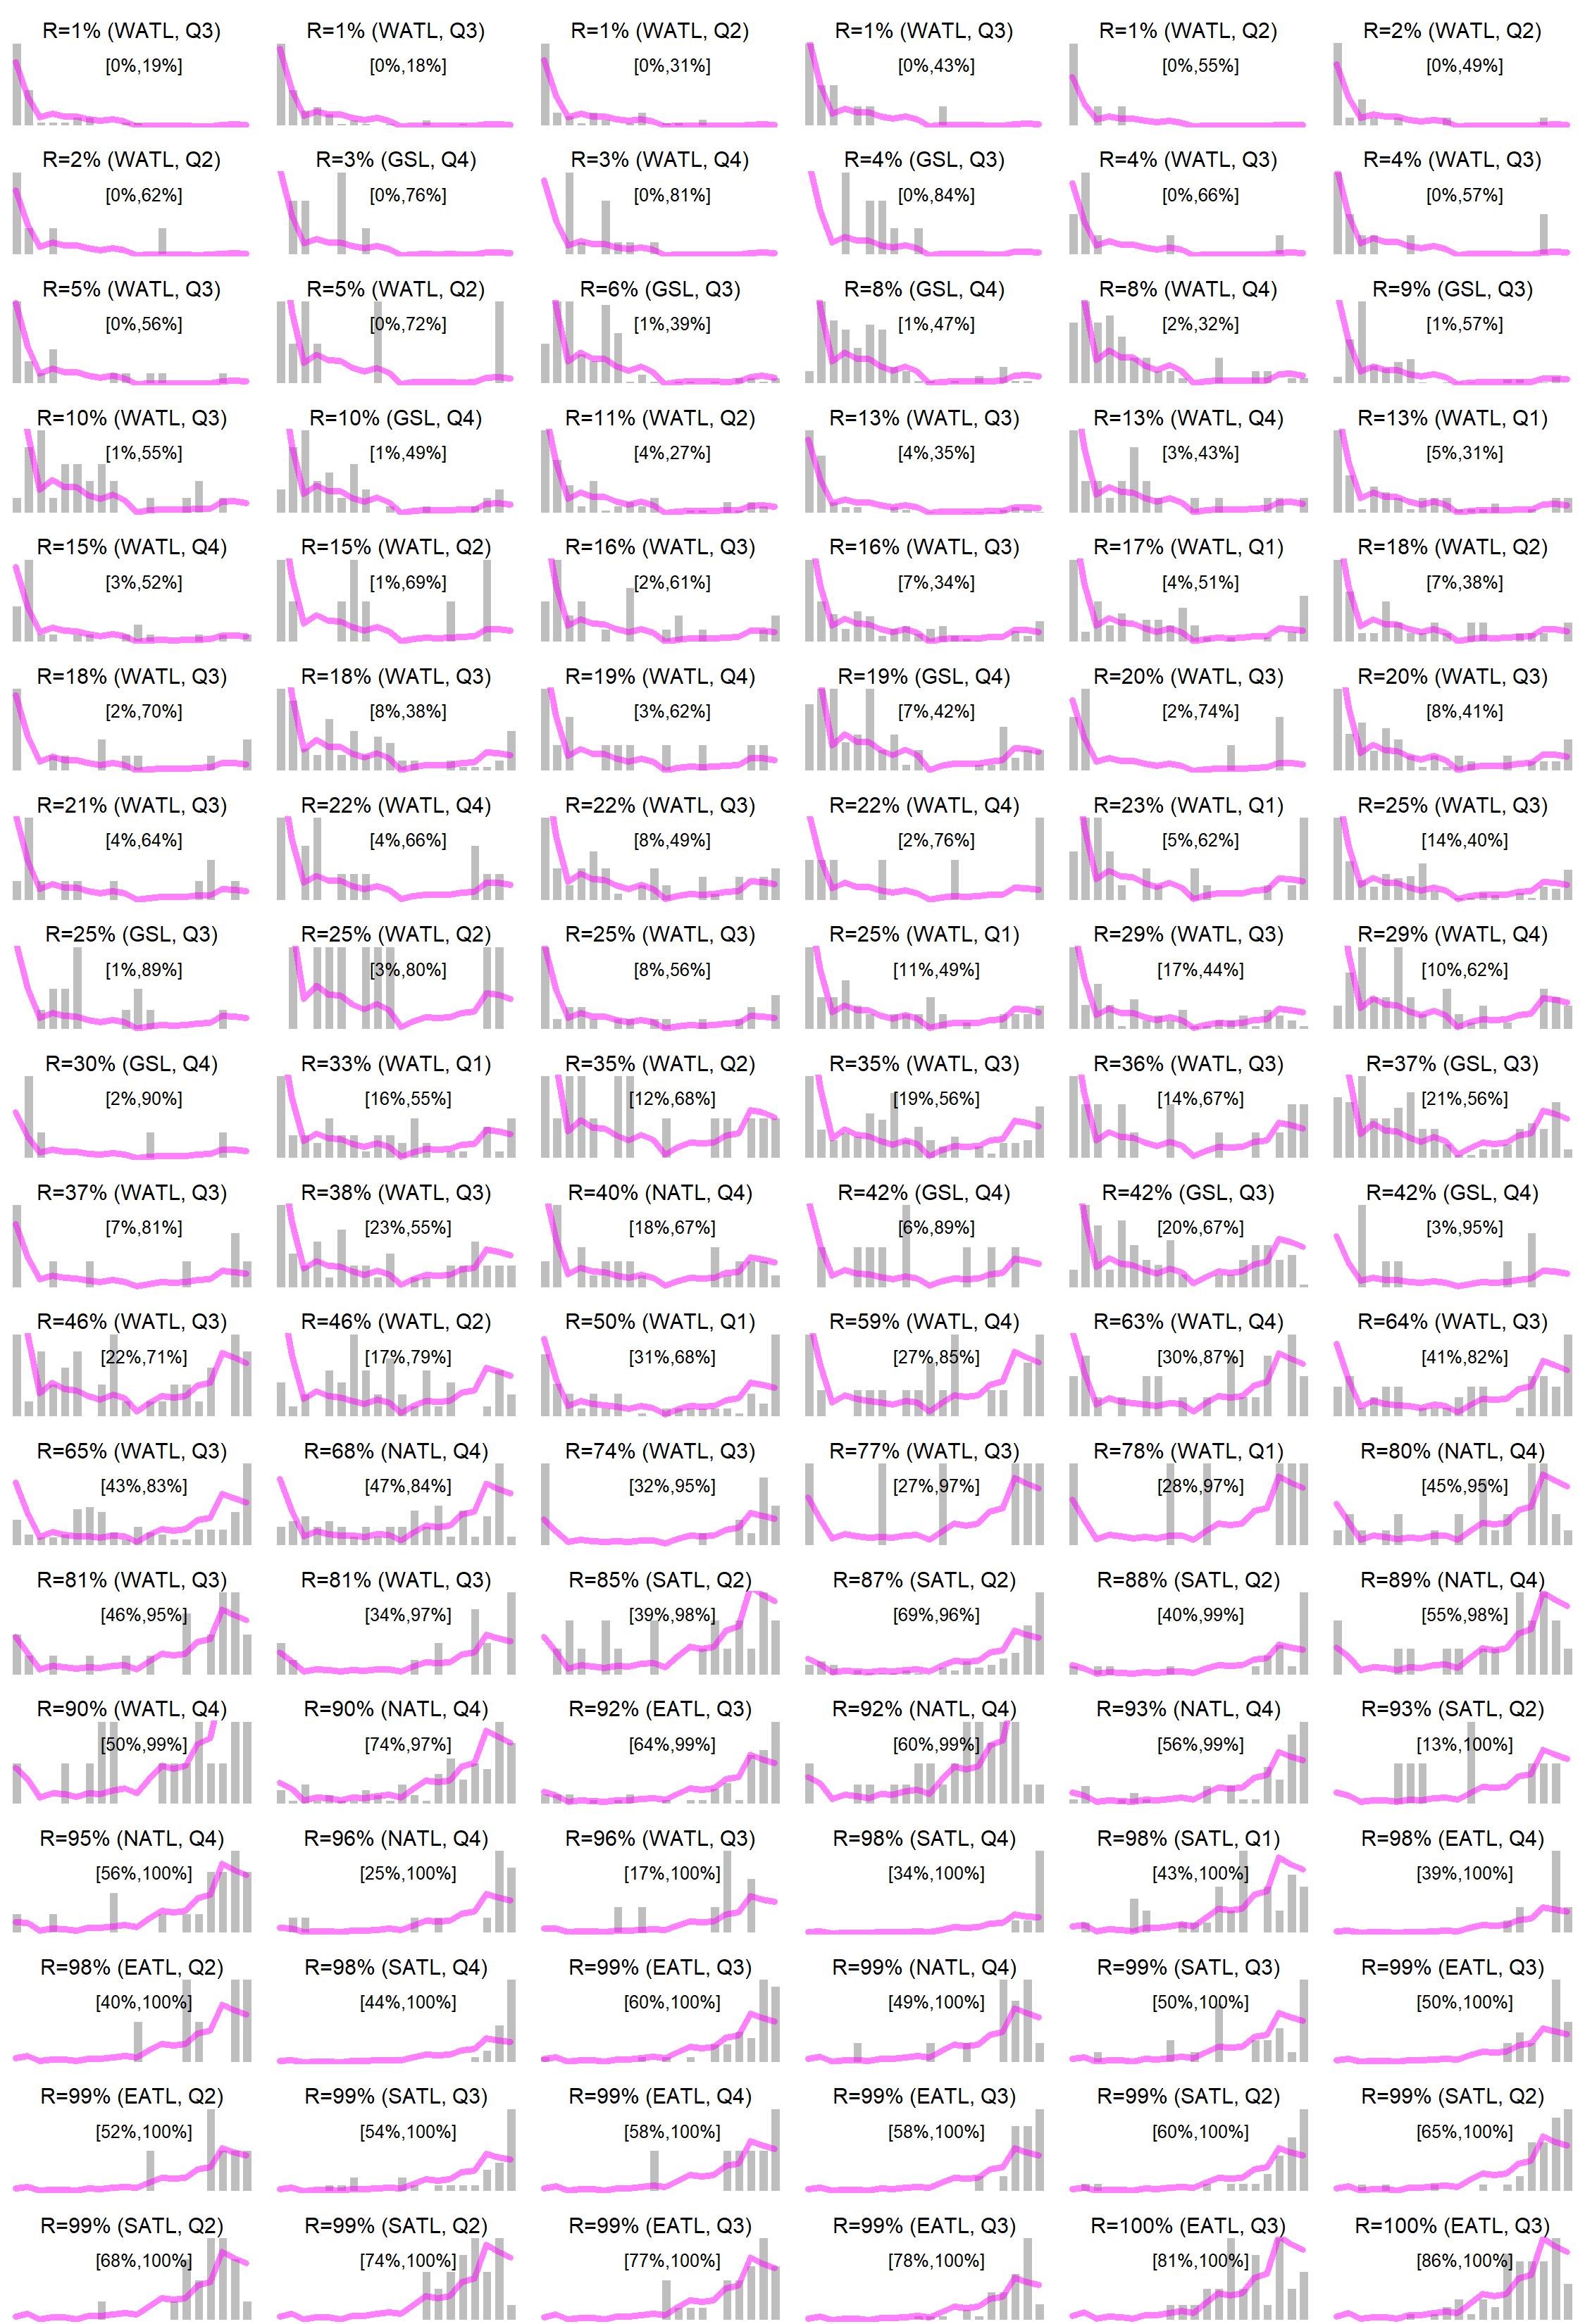 R=1% (WATL, Q3) R=1% (WATL, Q3) R=1% (WATL, Q2) R=1% (WATL, Q3) R=1% (WATL, Q2) R=2% (WATL, Q2)
[0%,19%] [0%,18%] [0%,31%] [0%,43%] [0%,55%] [0%,49%]
R=2% (WATL, Q2) R=3% (GSL, Q4) R=3% (WATL, Q4) R=4% (GSL, Q3) R=4% (WATL, Q3) R=4% (WATL, Q3)
[0%,62%] [0%,76%] [0%,81%] [0%,84%] [0%,66%] [0%,57%]
R=5% (WATL, Q3) R=5% (WATL, Q2) R=6% (GSL, Q3) R=8% (GSL, Q4) R=8% (WATL, Q4) R=9% (GSL, Q3)
[0%,56%] [0%,72%] [1%,39%] [1%,47%] [2%,32%] [1%,57%]
R=10% (WATL, Q3) R=10% (GSL, Q4) R=11% (WATL, Q2) R=13% (WATL, Q3) R=13% (WATL, Q4) R=13% (WATL, Q1)
[1%,55%] [1%,49%] [4%,27%] [4%,35%] [3%,43%] [5%,31%]
R=15% (WATL, Q4) R=15% (WATL, Q2) R=16% (WATL, Q3) R=16% (WATL, Q3) R=17% (WATL, Q1) R=18% (WATL, Q2)
[3%,52%] [1%,69%] [2%,61%] [7%,34%] [4%,51%] [7%,38%]
R=18% (WATL, Q3) R=18% (WATL, Q3) R=19% (WATL, Q4) R=19% (GSL, Q4) R=20% (WATL, Q3) R=20% (WATL, Q3)
[2%,70%] [8%,38%] [3%,62%] [7%,42%] [2%,74%] [8%,41%]
R=21% (WATL, Q3) R=22% (WATL, Q4) R=22% (WATL, Q3) R=22% (WATL, Q4) R=23% (WATL, Q1) R=25% (WATL, Q3)
[4%,64%] [4%,66%] [8%,49%] [2%,76%] [5%,62%] [14%,40%]
R=25% (GSL, Q3) R=25% (WATL, Q2) R=25% (WATL, Q3) R=25% (WATL, Q1) R=29% (WATL, Q3) R=29% (WATL, Q4)
[1%,89%] [3%,80%] [8%,56%] [11%,49%] [17%,44%] [10%,62%]
R=30% (GSL, Q4) R=33% (WATL, Q1) R=35% (WATL, Q2) R=35% (WATL, Q3) R=36% (WATL, Q3) R=37% (GSL, Q3)
[2%,90%] [16%,55%] [12%,68%] [19%,56%] [14%,67%] [21%,56%]
R=37% (WATL, Q3) R=38% (WATL, Q3) R=40% (NATL, Q4) R=42% (GSL, Q4) R=42% (GSL, Q3) R=42% (GSL, Q4)
[7%,81%] [23%,55%] [18%,67%] [6%,89%] [20%,67%] [3%,95%]
R=46% (WATL, Q3) R=46% (WATL, Q2) R=50% (WATL, Q1) R=59% (WATL, Q4) R=63% (WATL, Q4) R=64% (WATL, Q3)
[22%,71%] [17%,79%] [31%,68%] [27%,85%] [30%,87%] [41%,82%]
R=65% (WATL, Q3) R=68% (NATL, Q4) R=74% (WATL, Q3) R=77% (WATL, Q3) R=78% (WATL, Q1) R=80% (NATL, Q4)
[43%,83%] [47%,84%] [32%,95%] [27%,97%] [28%,97%] [45%,95%]
R=81% (WATL, Q3) R=81% (WATL, Q3) R=85% (SATL, Q2) R=87% (SATL, Q2) R=88% (SATL, Q2) R=89% (NATL, Q4)
[46%,95%] [34%,97%] [39%,98%] [69%,96%] [40%,99%] [55%,98%]
R=90% (WATL, Q4) R=90% (NATL, Q4) R=92% (EATL, Q3) R=92% (NATL, Q4) R=93% (NATL, Q4) R=93% (SATL, Q2)
[50%,99%] [74%,97%] [64%,99%] [60%,99%] [56%,99%] [13%,100%]
R=95% (NATL, Q4) R=96% (NATL, Q4) R=96% (WATL, Q3) R=98% (SATL, Q4) R=98% (SATL, Q1) R=98% (EATL, Q4)
[56%,100%] [25%,100%] [17%,100%] [34%,100%] [43%,100%] [39%,100%]
R=98% (EATL, Q2) R=98% (SATL, Q4) R=99% (EATL, Q3) R=99% (NATL, Q4) R=99% (SATL, Q3) R=99% (EATL, Q3)
[40%,100%] [44%,100%] [60%,100%] [49%,100%] [50%,100%] [50%,100%]
R=99% (EATL, Q2) R=99% (SATL, Q3) R=99% (EATL, Q4) R=99% (EATL, Q3) R=99% (SATL, Q2) R=99% (SATL, Q2)
[52%,100%] [54%,100%] [58%,100%] [58%,100%] [60%,100%] [65%,100%]
R=99% (SATL, Q2) R=99% (SATL, Q2) R=99% (EATL, Q3) R=99% (EATL, Q3) R=100% (EATL, Q3) R=100% (EATL, Q3)
[68%,100%] [74%,100%] [77%,100%] [78%,100%] [81%,100%] [86%,100%]